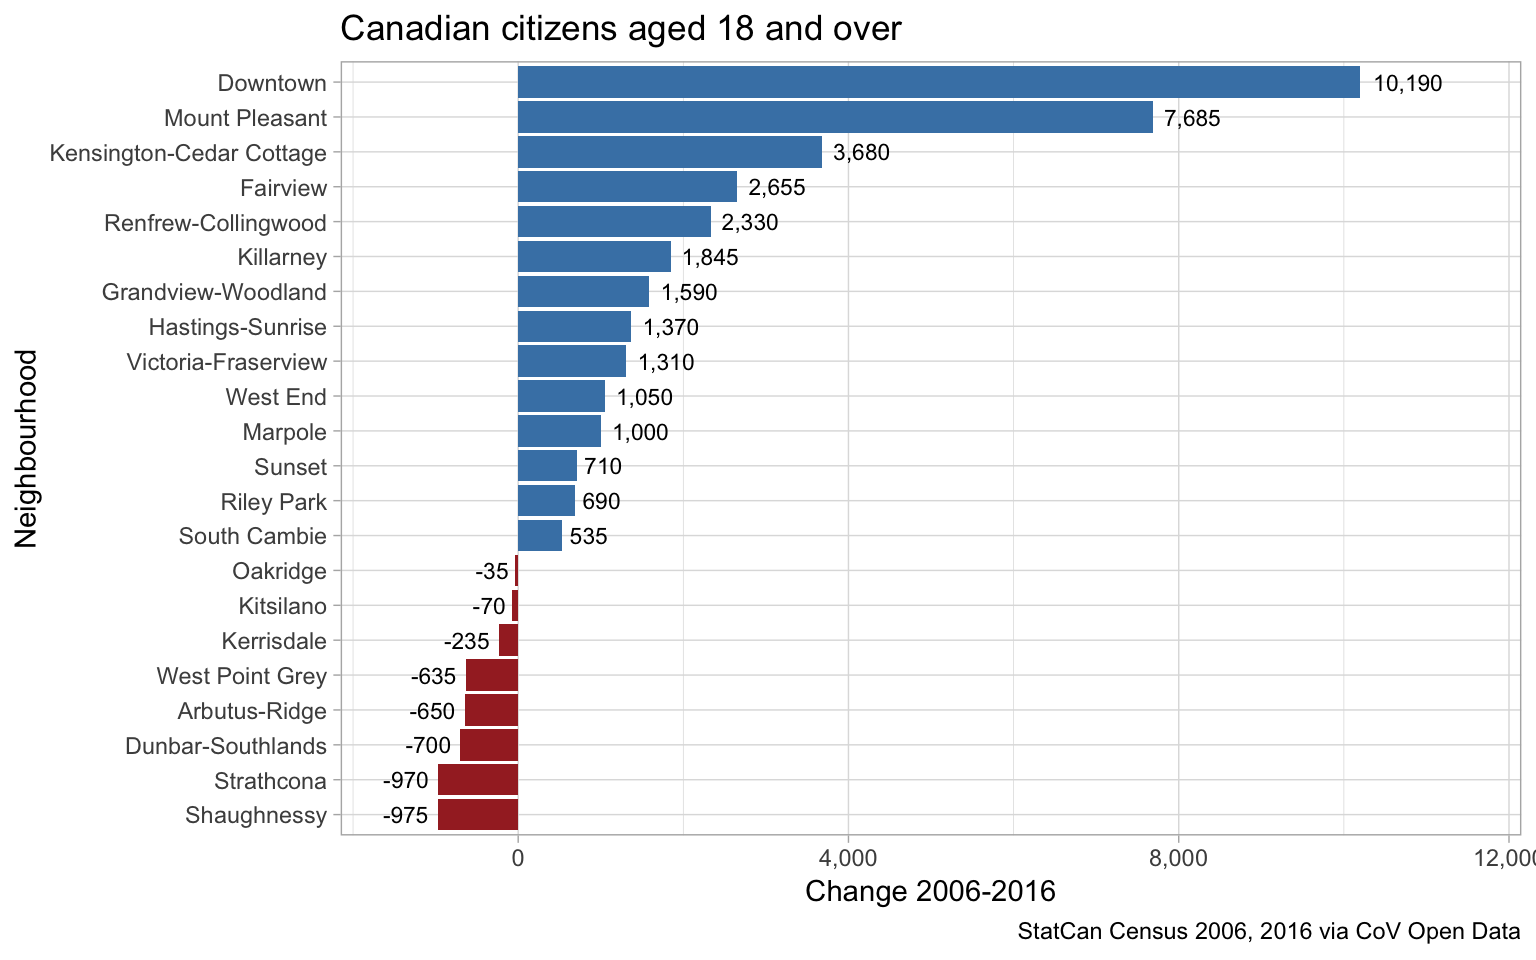 Canadian citizens aged 18 and over
Neighbourhood
Downtown 10,190
Mount Pleasant 7,685
Kensington-Cedar Cottage 3,680
Fairview 2,655
Renfrew-Collingwood 2,330
Killarney 1,845
Grandview-Woodland 1,590
Hastings-Sunrise 1,370
Victoria-Fraserview 1,310
West End 1,050
Marpole 1,000
Sunset 710
Riley Park 690
South Cambie 535
Oakridge -35
Kitsilano -70
Kerrisdale -235
West Point Grey -635
Arbutus-Ridge -650
Dunbar-Southlands -700
Strathcona -970
Shaughnessy -975
0 4,000 8,000 12,000
Change 2006-2016
StatCan Census 2006, 2016 via CoV Open Data